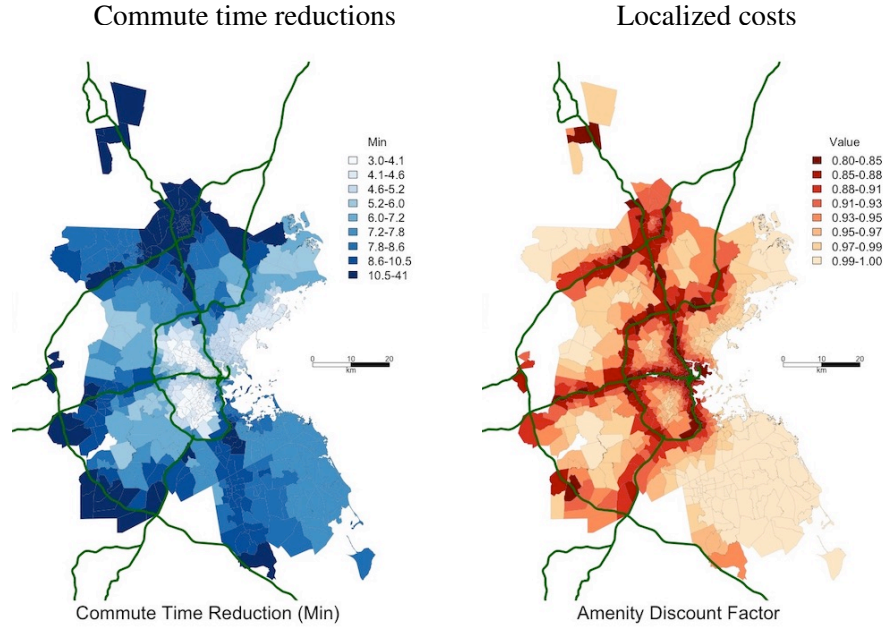 Commute time reductions
Localized costs
Min
3.0-4.1
4.1-4.6
4.6-5.2
5.2-6.0
6.0-7.2
7.2-7.8
7.8-8.6
8.6-10.5
10.5-41
0 10 20
km
Commute Time Reduction (Min)
Value
0.80-0.85
0.85-0.88
0.88-0.91
0.91-0.93
0.93-0.95
0.95-0.97
0.97-0.99
0.99-1.00
0 10 20
km
Amenity Discount Factor